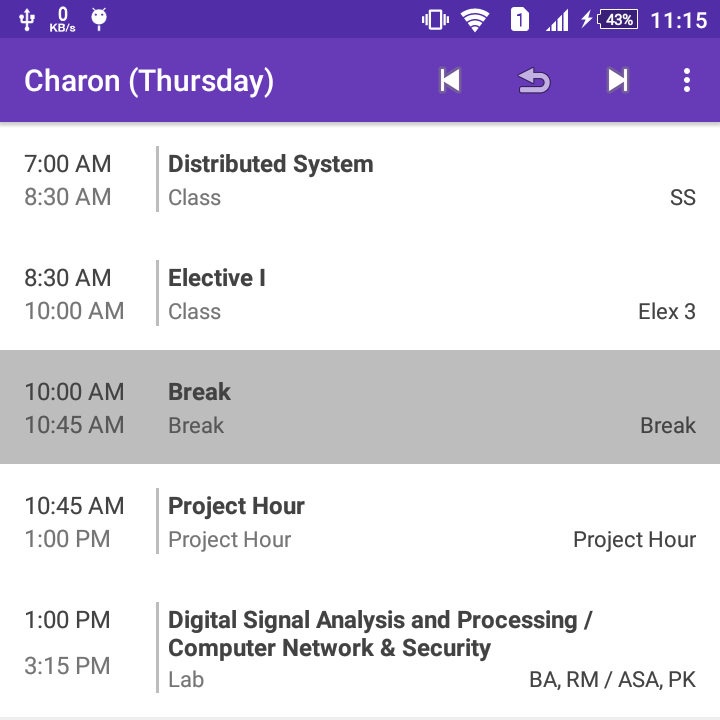 0
KB/s
1
43%
11:15
Charon (Thursday)
7:00 AM Distributed System
8:30 AM Class SS
8:30 AM Elective I
10:00 AM Class Elex 3
10:00 AM Break
10:45 AM Break Break
10:45 AM Project Hour
1:00 PM Project Hour Project Hour
1:00 PM Digital Signal Analysis and Processing /
Computer Network & Security
3:15 PM Lab BA, RM / ASA, PK